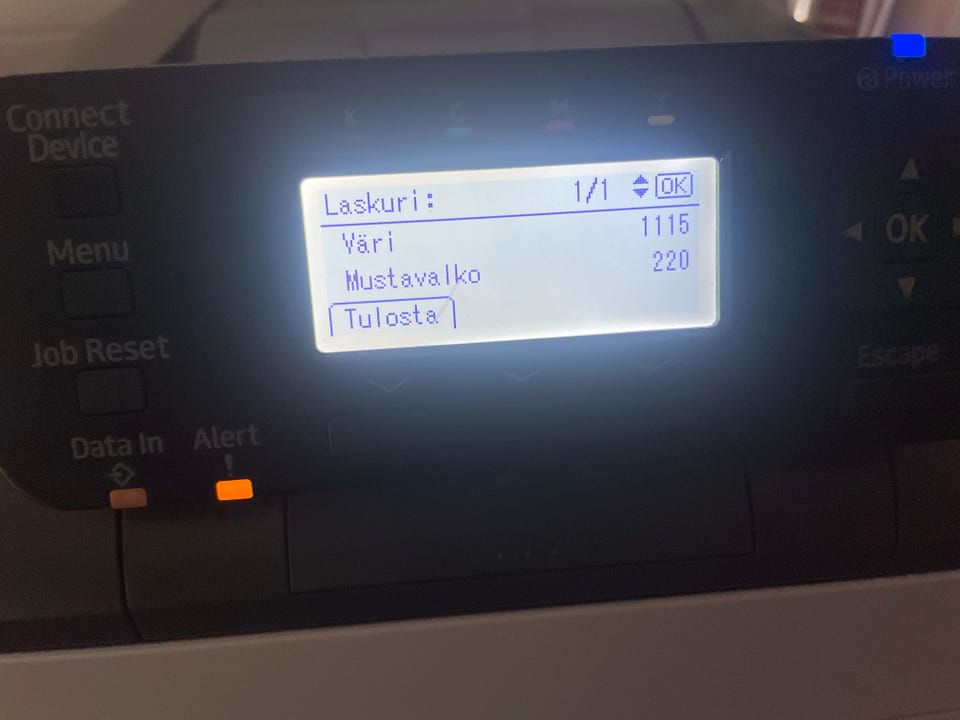 Power
K C M Y
Connect
Device
Laskuri: 1/1 OK
Väri 1115
OK
Menu
Mustavalko 220
Tulosta
Job Reset
Escape
Data In
Alert
!